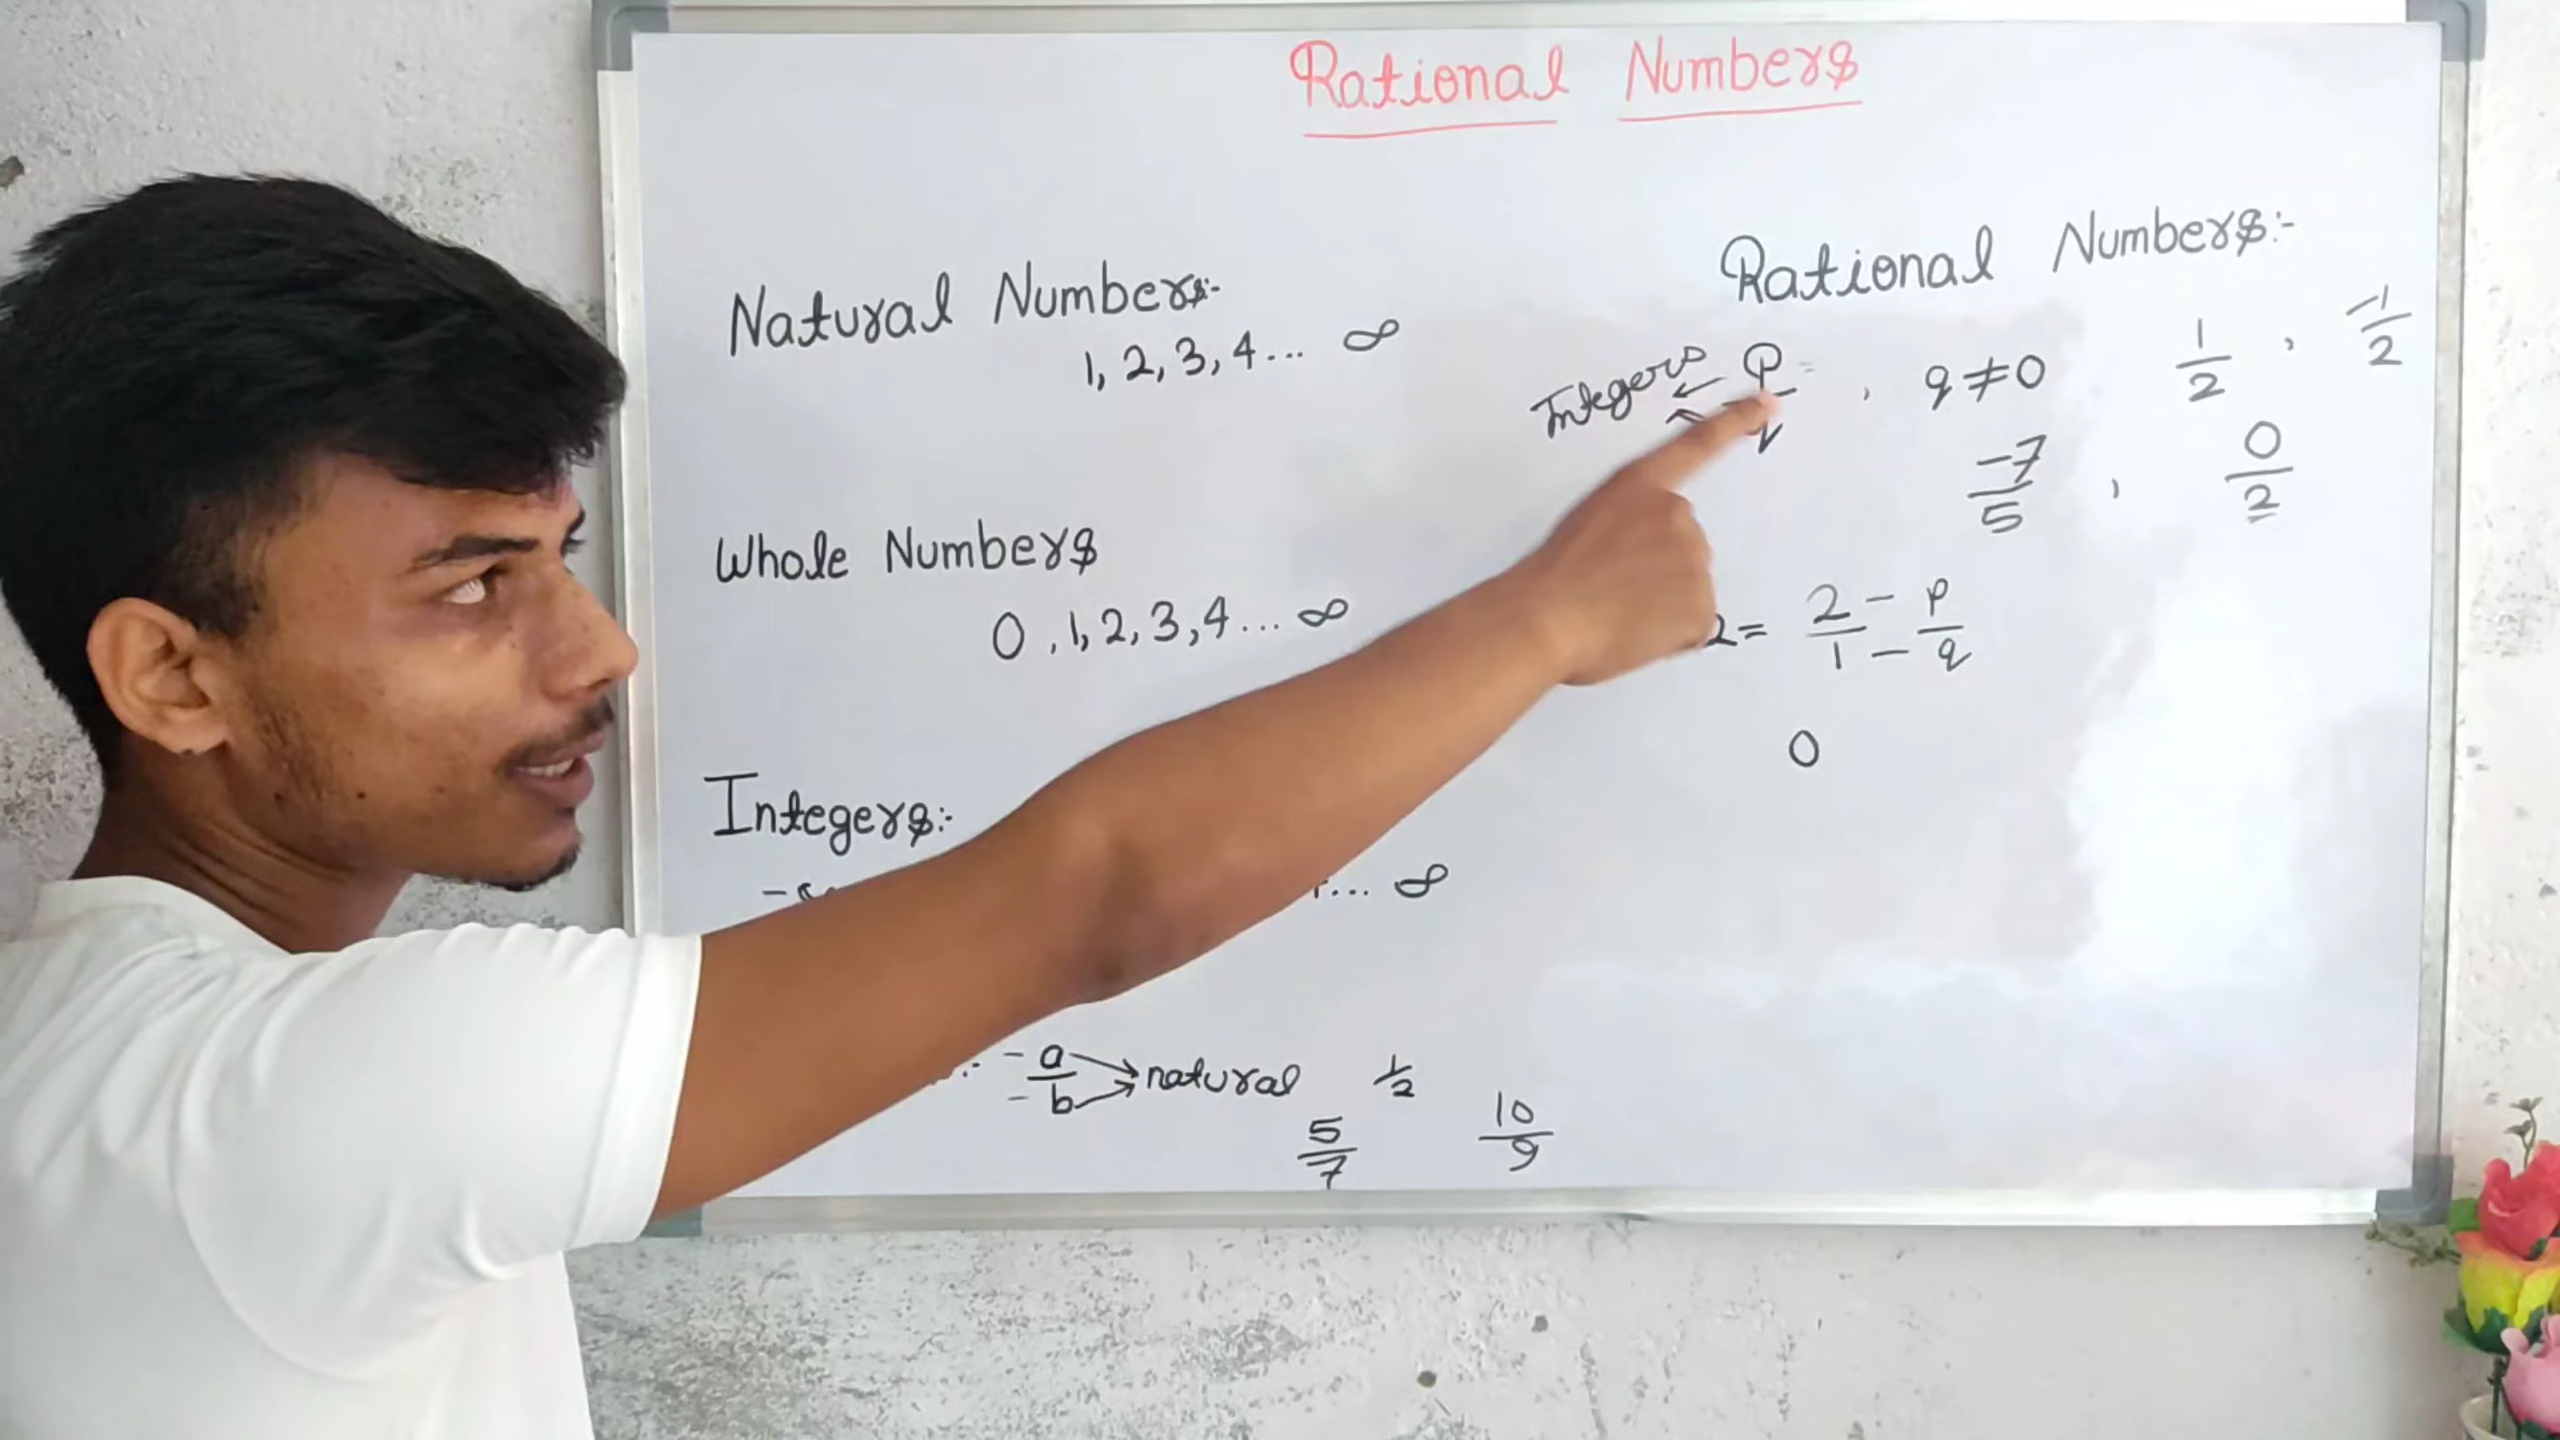 Rational Numbers
Natural Numbers:-
1, 2, 3, 4... ∞
Whole Numbers
0, 1, 2, 3, 4... ∞
Integers:-
... ∞
-a/-b natural 1/2
5/7 10/9
Rational Numbers:-
Integers P/q, q≠0 1/2, -1/2
-7/5, 0/2
2= 2/1 - p/q
0